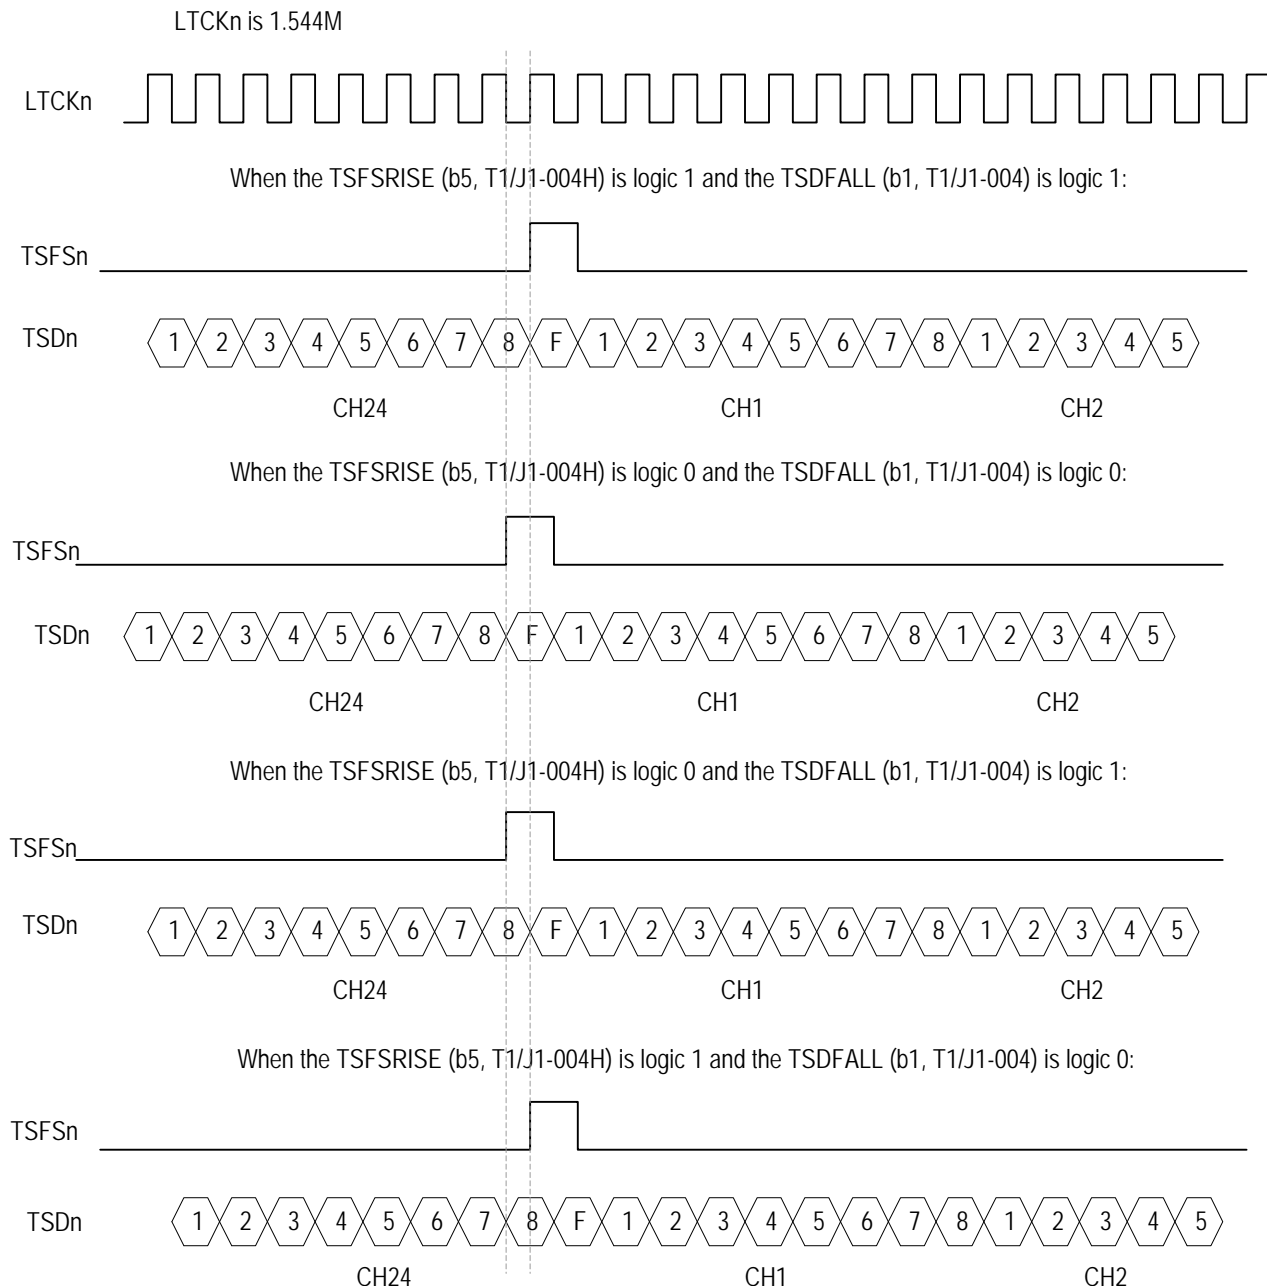 LTCKn is 1.544M
LTCKn
When the TSFSRISE (b5, T1/J1-004H) is logic 1 and the TSDFALL (b1, T1/J1-004) is logic 1:
TSFSn
TSDn 1 2 3 4 5 6 7 8 F 1 2 3 4 5 6 7 8 1 2 3 4 5
CH24 CH1 CH2
When the TSFSRISE (b5, T1/J1-004H) is logic 0 and the TSDFALL (b1, T1/J1-004) is logic 0:
TSFSn
TSDn 1 2 3 4 5 6 7 8 F 1 2 3 4 5 6 7 8 1 2 3 4 5
CH24 CH1 CH2
When the TSFSRISE (b5, T1/J1-004H) is logic 0 and the TSDFALL (b1, T1/J1-004) is logic 1:
TSFSn
TSDn 1 2 3 4 5 6 7 8 F 1 2 3 4 5 6 7 8 1 2 3 4 5
CH24 CH1 CH2
When the TSFSRISE (b5, T1/J1-004H) is logic 1 and the TSDFALL (b1, T1/J1-004) is logic 0:
TSFSn
TSDn 1 2 3 4 5 6 7 8 F 1 2 3 4 5 6 7 8 1 2 3 4 5
CH24 CH1 CH2